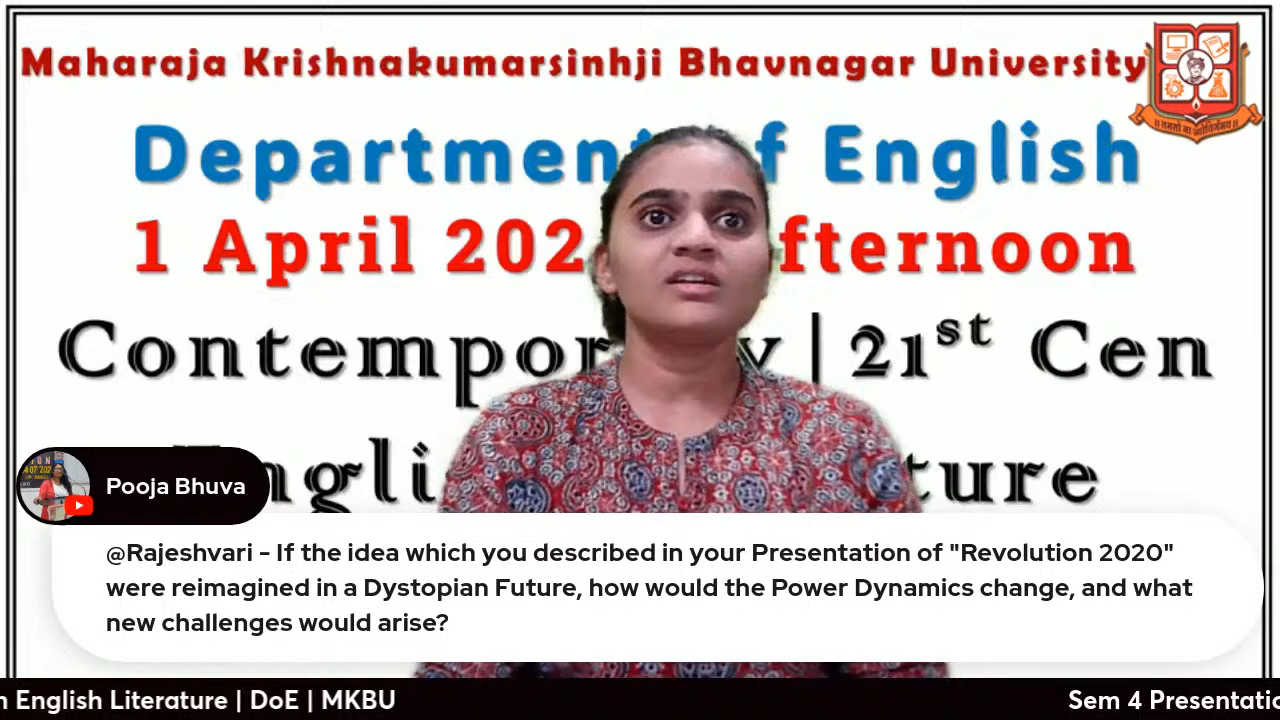 Maharaja Krishnakumarsinhji Bhavnagar University
Department of English
1 April 202 fternoon
Contempor y | 21st Cen
Engli ture
Pooja Bhuva
@Rajeshvari - If the idea which you described in your Presentation of "Revolution 2020"
were reimagined in a Dystopian Future, how would the Power Dynamics change, and what
new challenges would arise?
n English Literature | DoE | MKBU
Sem 4 Presentatio